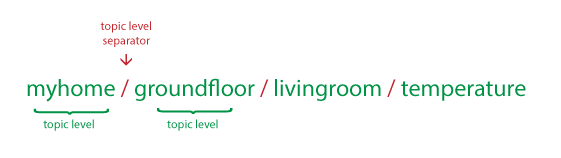 topic level
separator
myhome / groundfloor / livingroom / temperature
topic level topic level